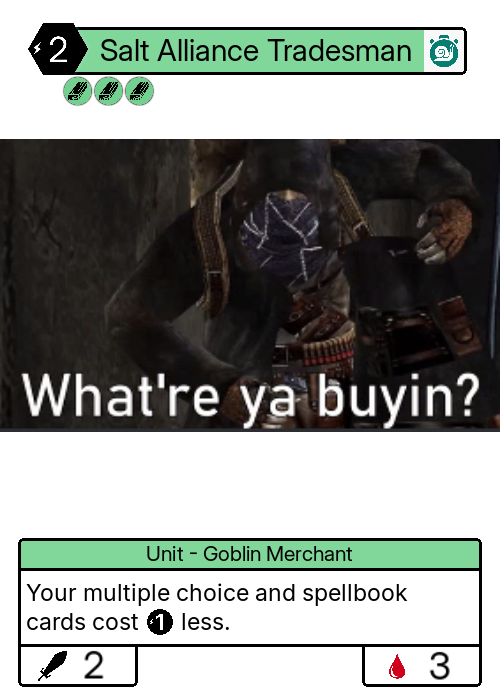 2 Salt Alliance Tradesman
What're ya buyin?
Unit - Goblin Merchant
Your multiple choice and spellbook
cards cost 1 less.
2 3